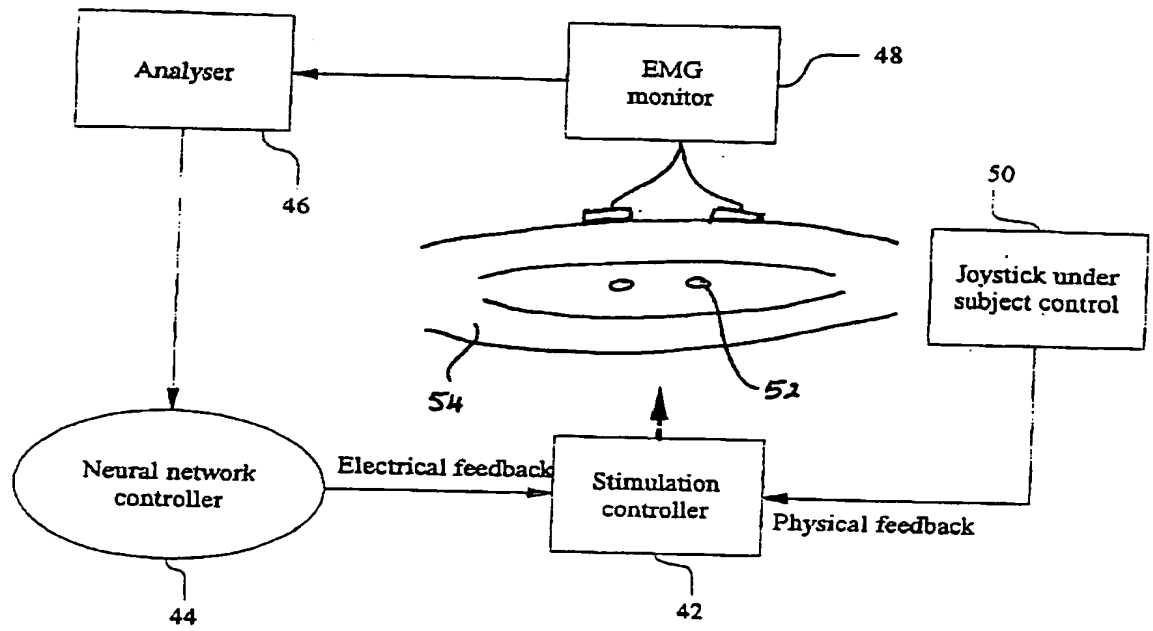 Analyser
EMG
monitor
48
46
50
Joystick under
subject control
54
52
Neural network
controller
Electrical feedback
Stimulation
controller
Physical feedback
44
42